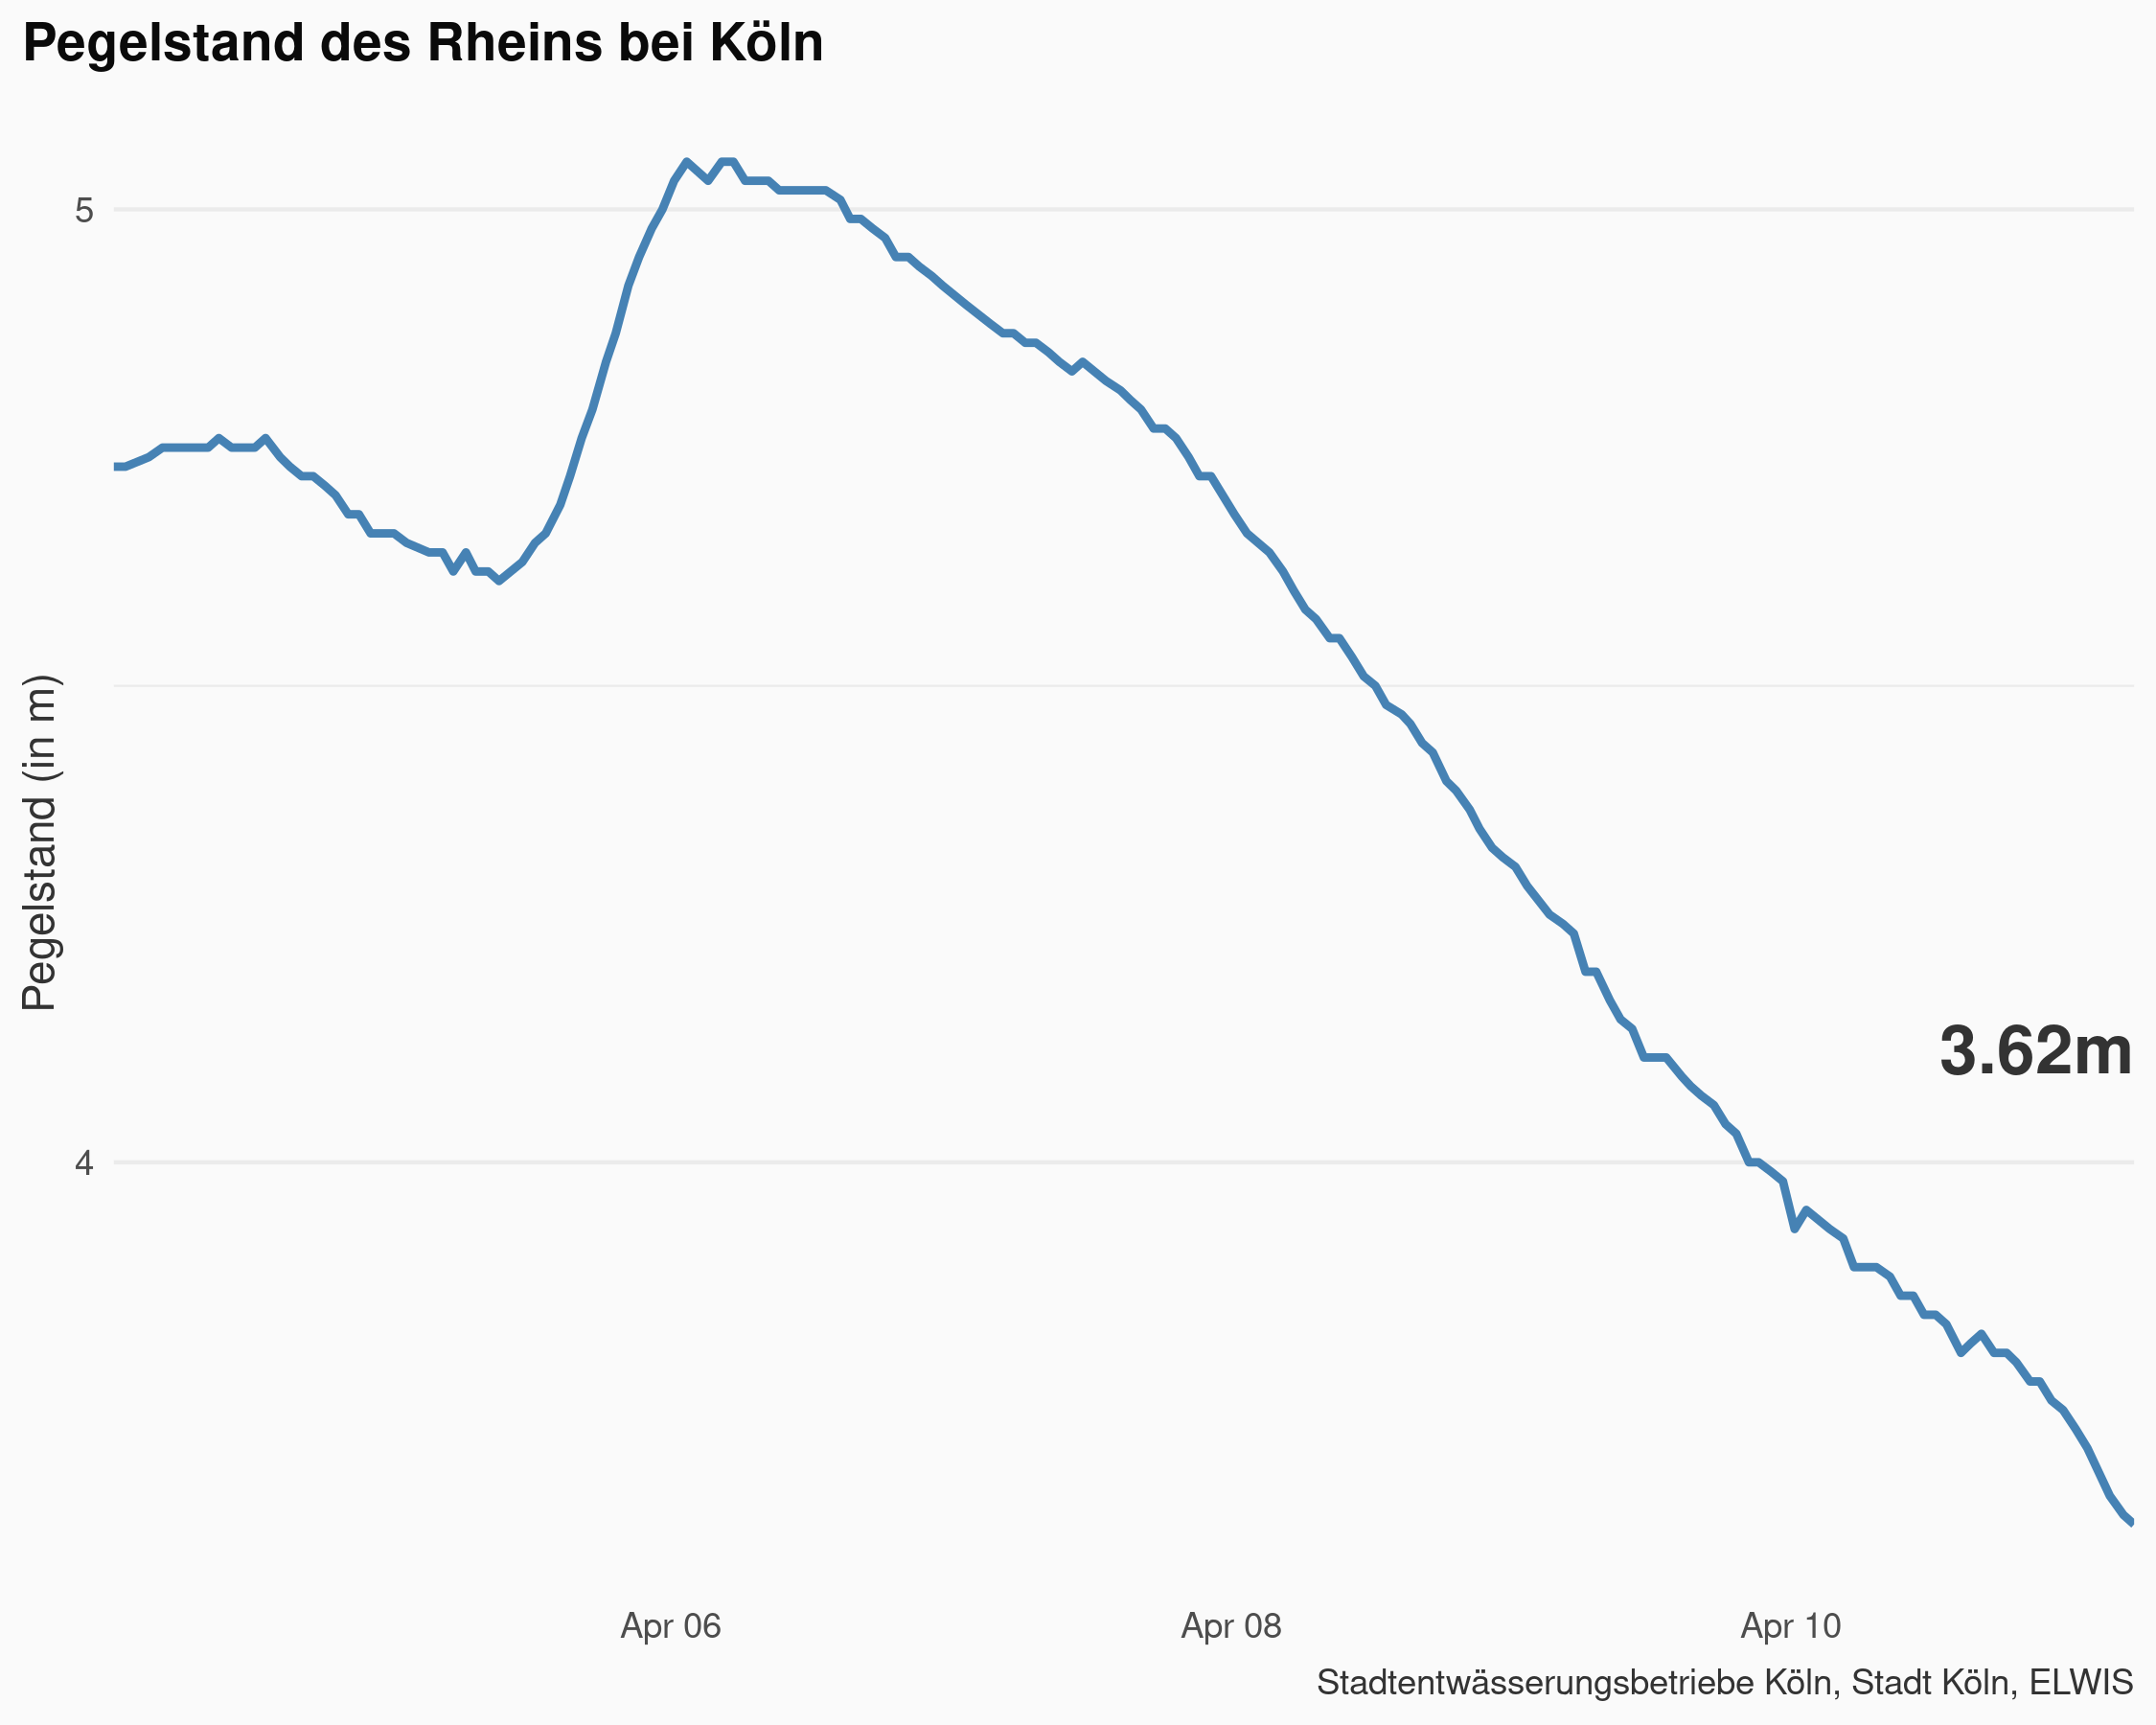 Pegelstand des Rheins bei Köln
Pegelstand (in m)
5
4
3.62m
Apr 06 Apr 08 Apr 10
Stadtentwässerungsbetriebe Köln, Stadt Köln, ELWIS